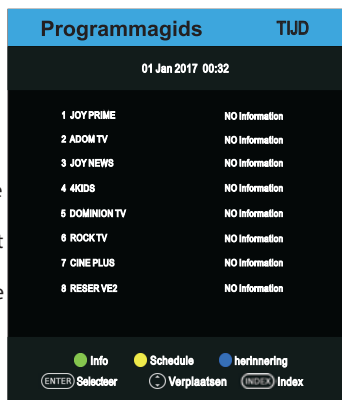 Programmagids TIJD
01 Jan 2017 00:32
1 JOY PRIME NO Information
2 ADOM TV NO Information
3 JOY NEWS NO Information
4 4KIDS NO Information
5 DOMINION TV NO Information
6 ROCK TV NO Information
7 CINE PLUS NO Information
8 RESER VE2 NO Information
Info Schedule herinnering
ENTER Selecteer Verplaatsen INDEX Index